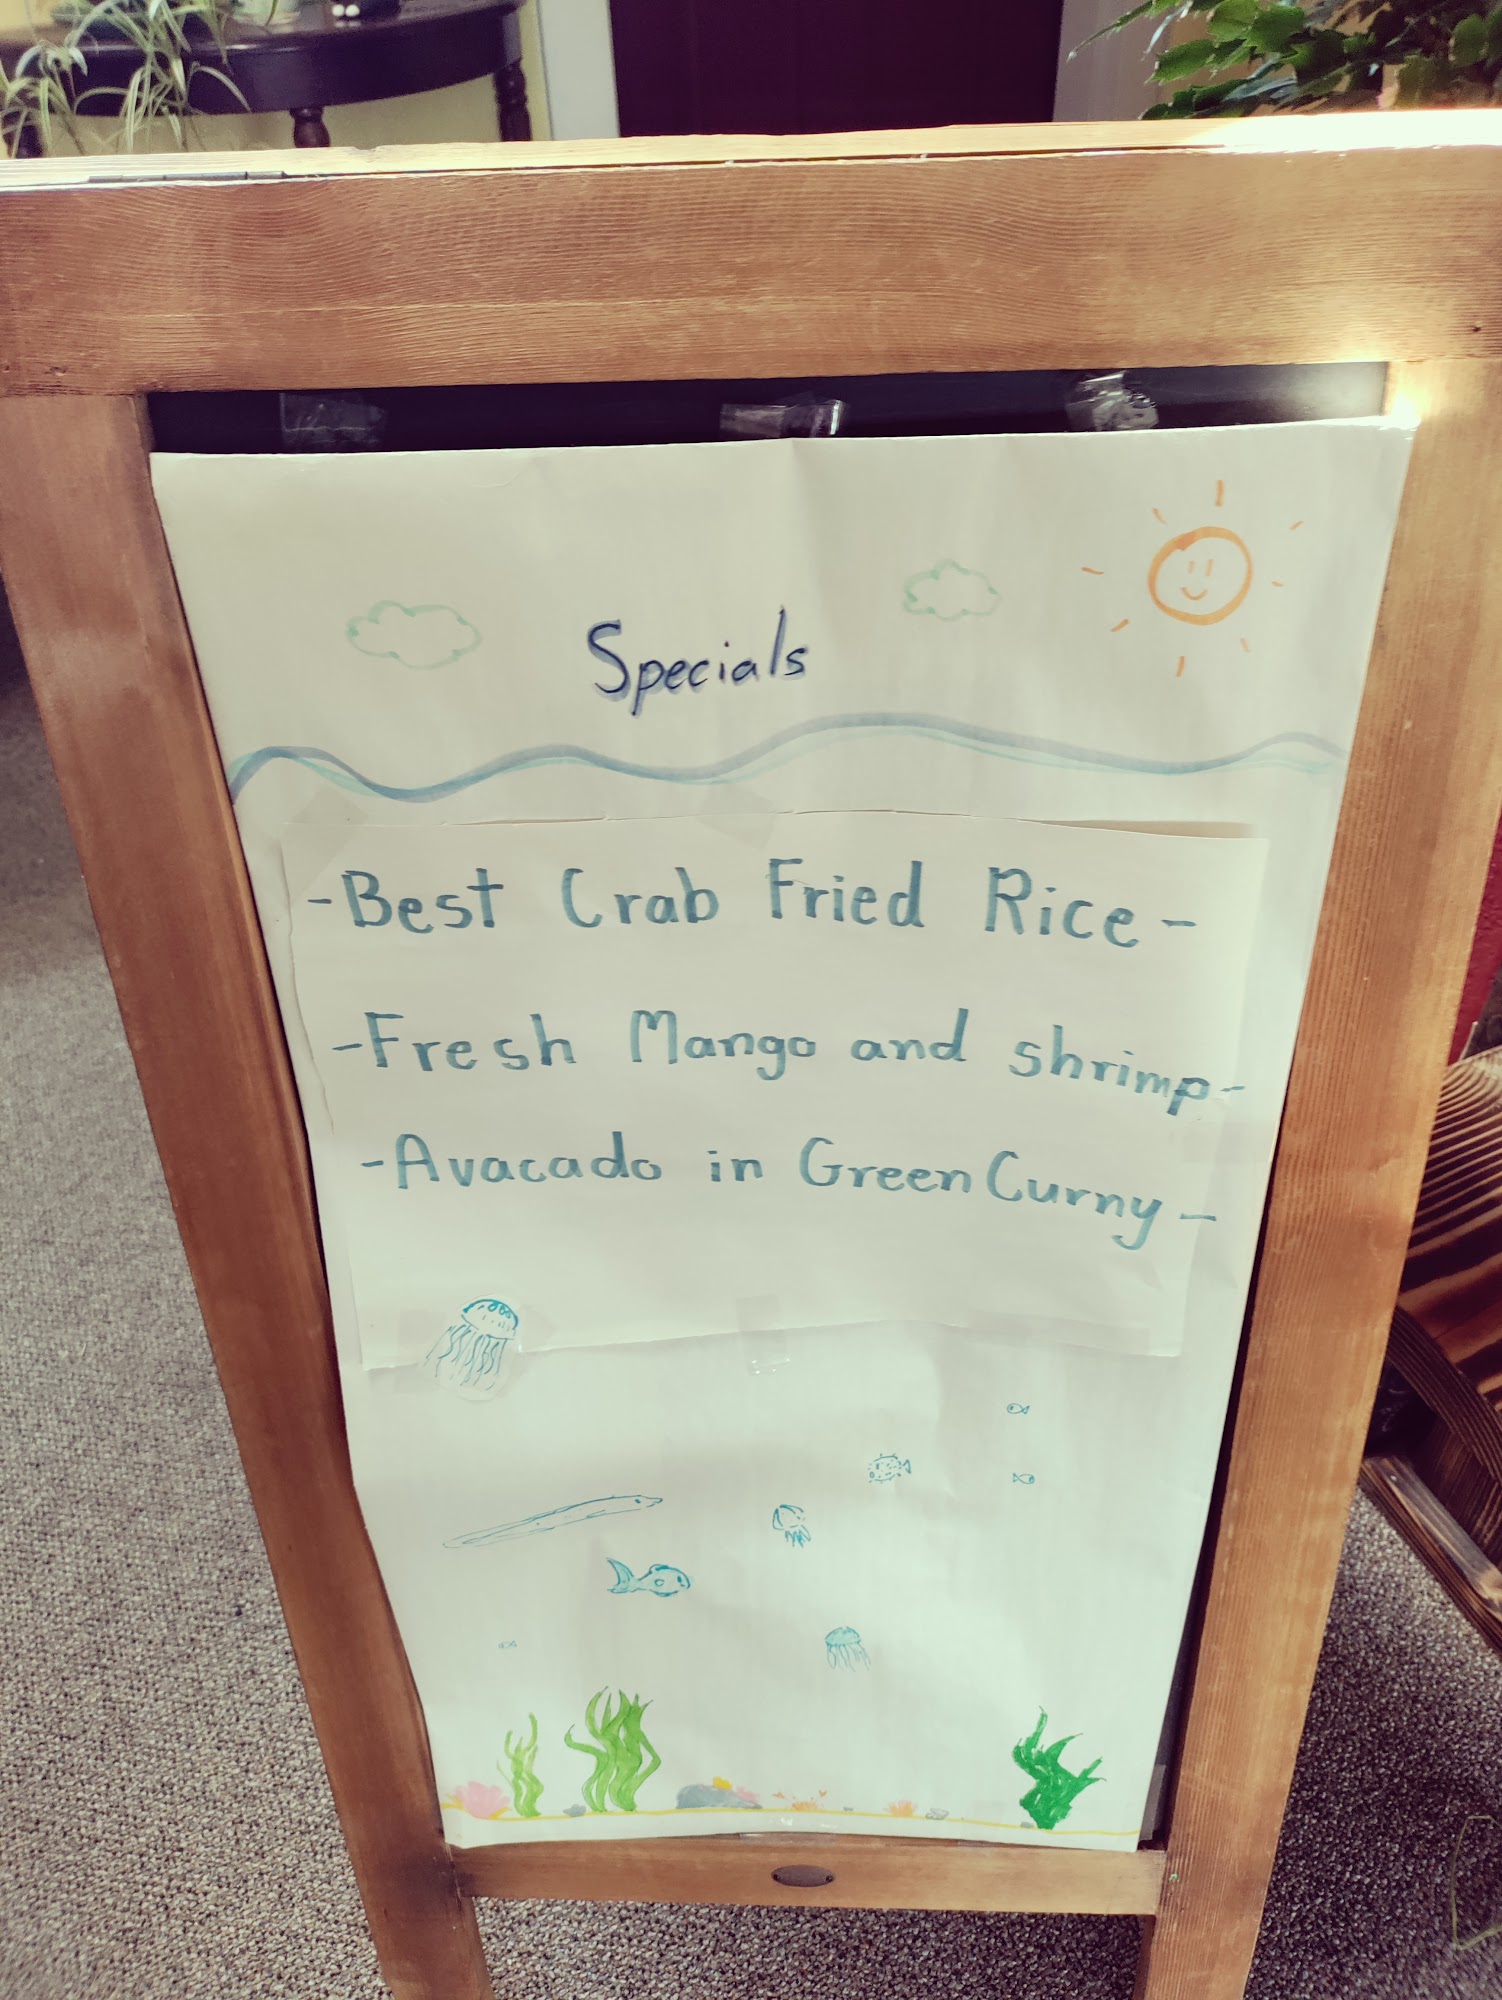 Specials
-Best Crab Fried Rice-
-Fresh Mango and shrimp-
-Avacado in Green Curry-